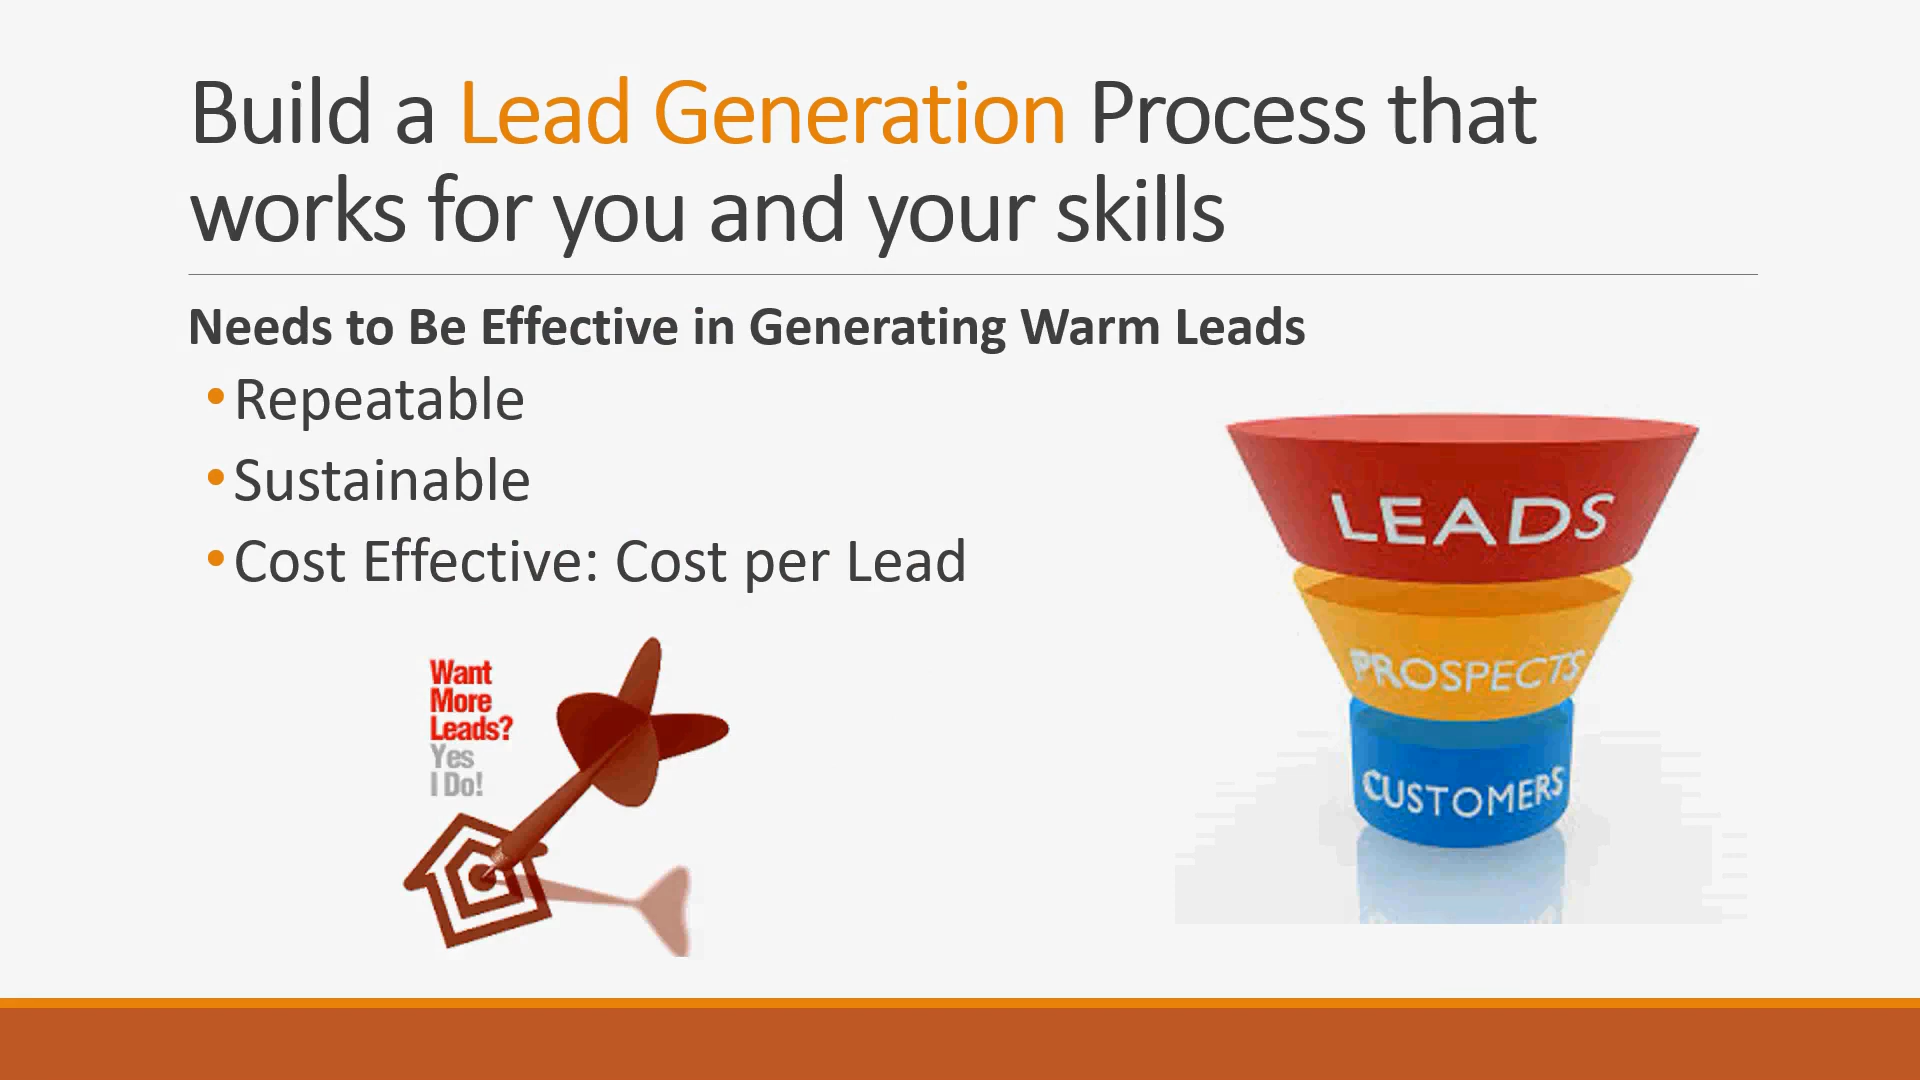 Build a Lead Generation Process that
works for you and your skills
Needs to Be Effective in Generating Warm Leads
•Repeatable
•Sustainable
•Cost Effective: Cost per Lead
Want
More
Leads?
Yes
I Do!
LEADS
PROSPECTS
CUSTOMERS